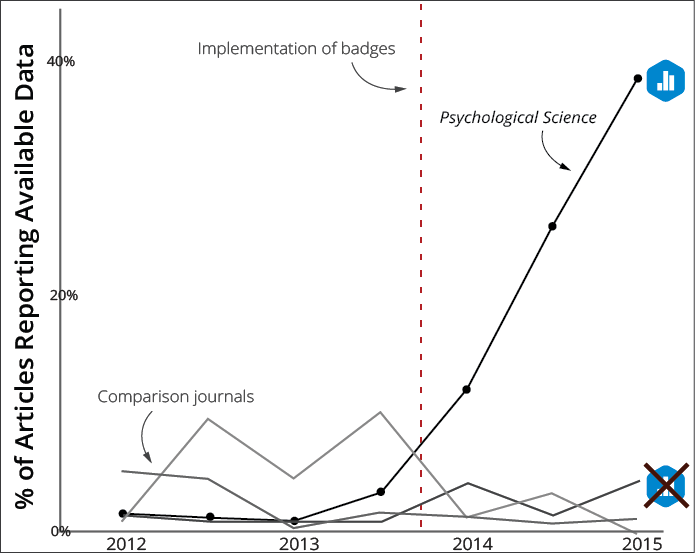 % of Articles Reporting Available Data
40%
20%
0%
Implementation of badges
Psychological Science
Comparison journals
2012
2013
2014
2015